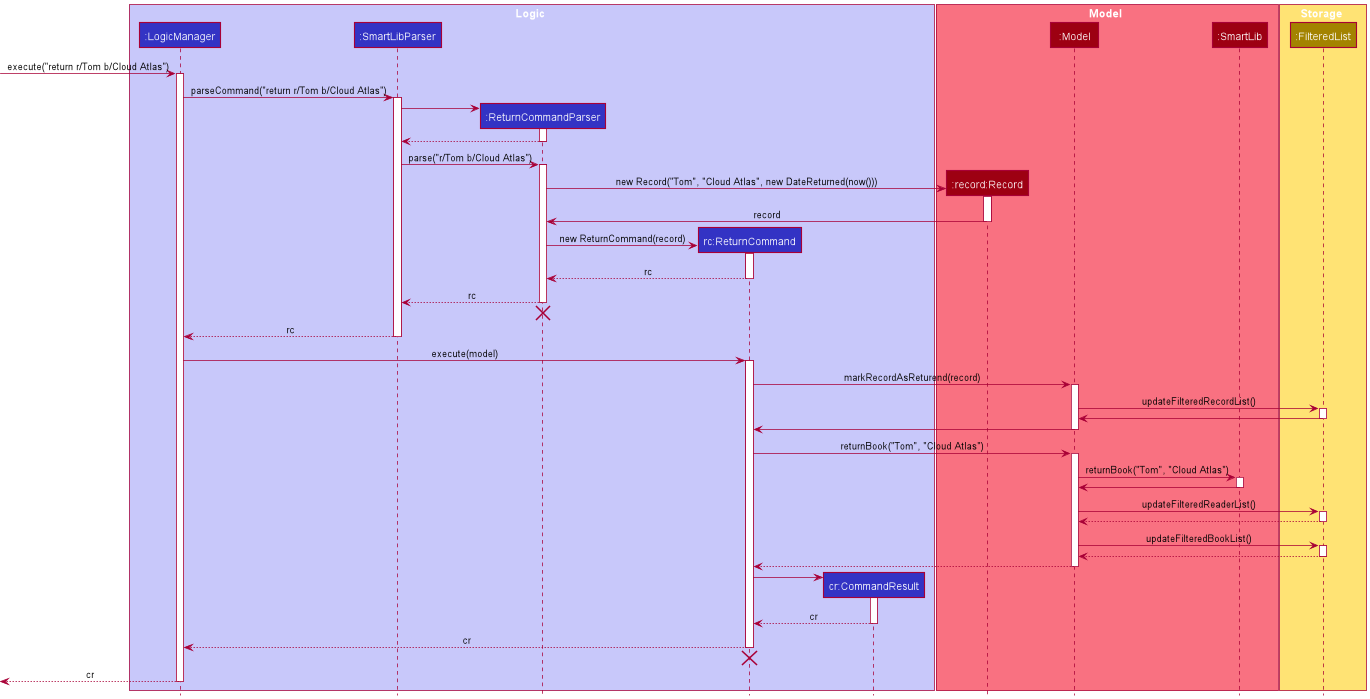 Logic
Model
Storage
:LogicManager
:SmartLibParser
:Model
:SmartLib
:FilteredList
execute("return r/Tom b/Cloud Atlas")
parseCommand("return r/Tom b/Cloud Atlas")
:ReturnCommandParser
parse("r/Tom b/Cloud Atlas")
new Record("Tom", "Cloud Atlas", new DateReturned(now()))
:record:Record
record
new ReturnCommand(record)
rc:ReturnCommand
rc
rc
rc
execute(model)
markRecordAsReturend(record)
updateFilteredRecordList()
returnBook("Tom", "Cloud Atlas")
returnBook("Tom", "Cloud Atlas")
updateFilteredReaderList()
updateFilteredBookList()
cr:CommandResult
cr
cr
cr